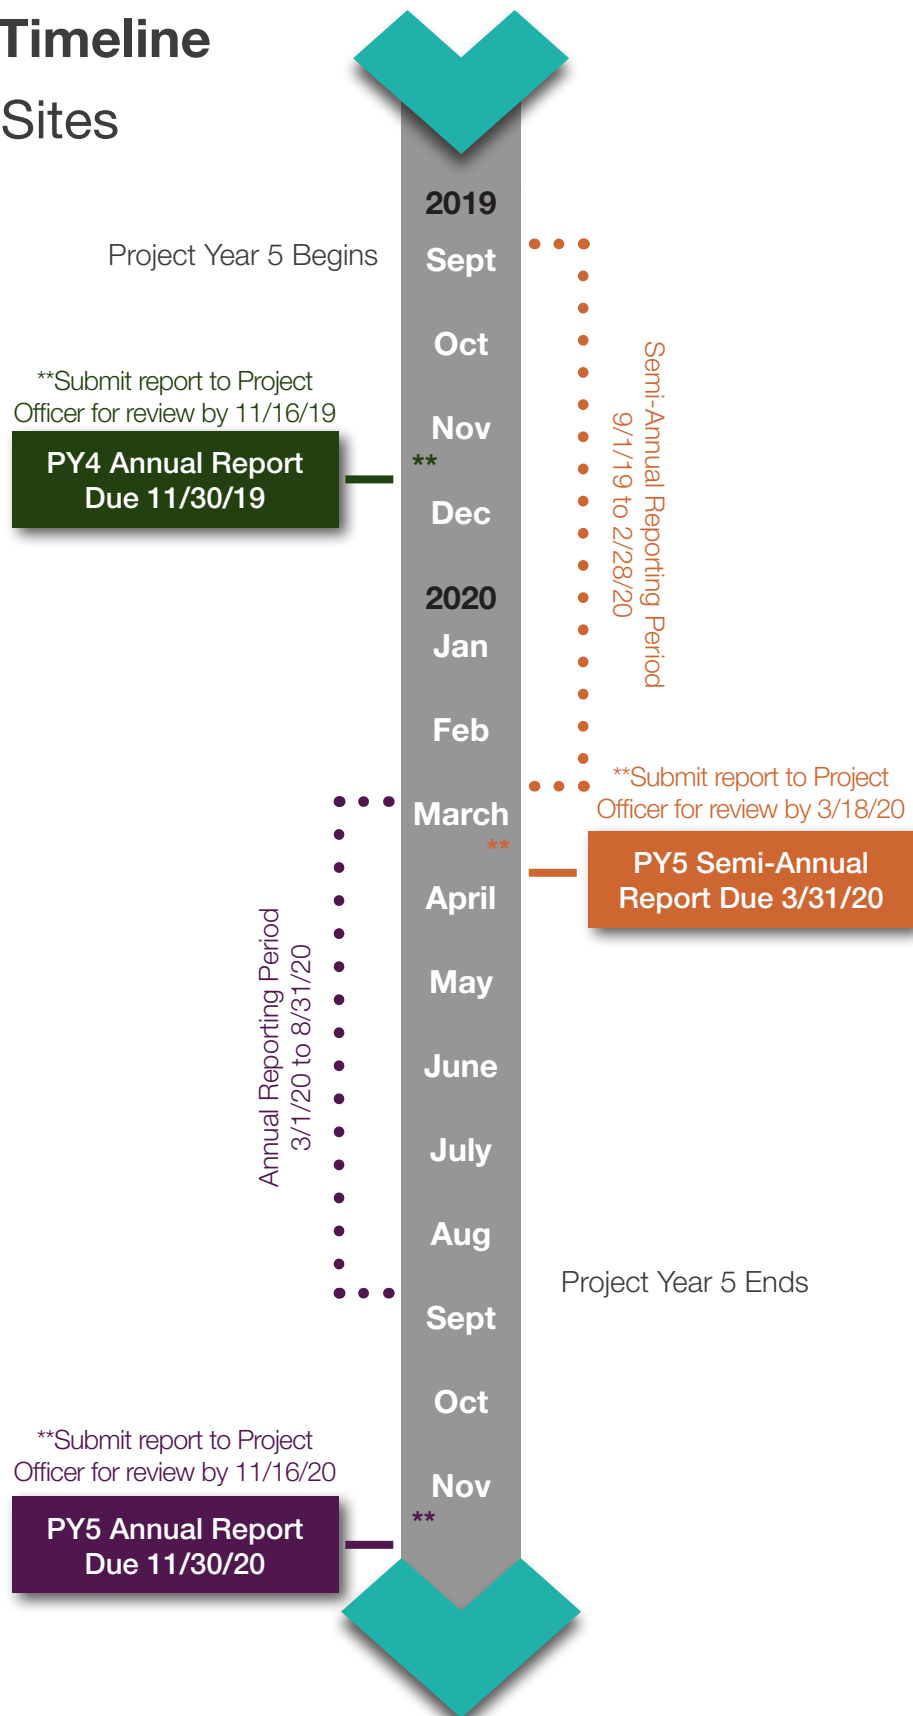 Timeline
Sites
2019
Project Year 5 Begins
Sept
Oct
**Submit report to Project
Officer for review by 11/16/19
Nov
**
PY4 Annual Report
Due 11/30/19
Dec
Semi-Annual Reporting Period
9/1/19 to 2/28/20
2020
Jan
Feb
March
**
**Submit report to Project
Officer for review by 3/18/20
PY5 Semi-Annual
Report Due 3/31/20
April
Annual Reporting Period
3/1/20 to 8/31/20
May
June
July
Aug
Project Year 5 Ends
Sept
Oct
**Submit report to Project
Officer for review by 11/16/20
Nov
**
PY5 Annual Report
Due 11/30/20